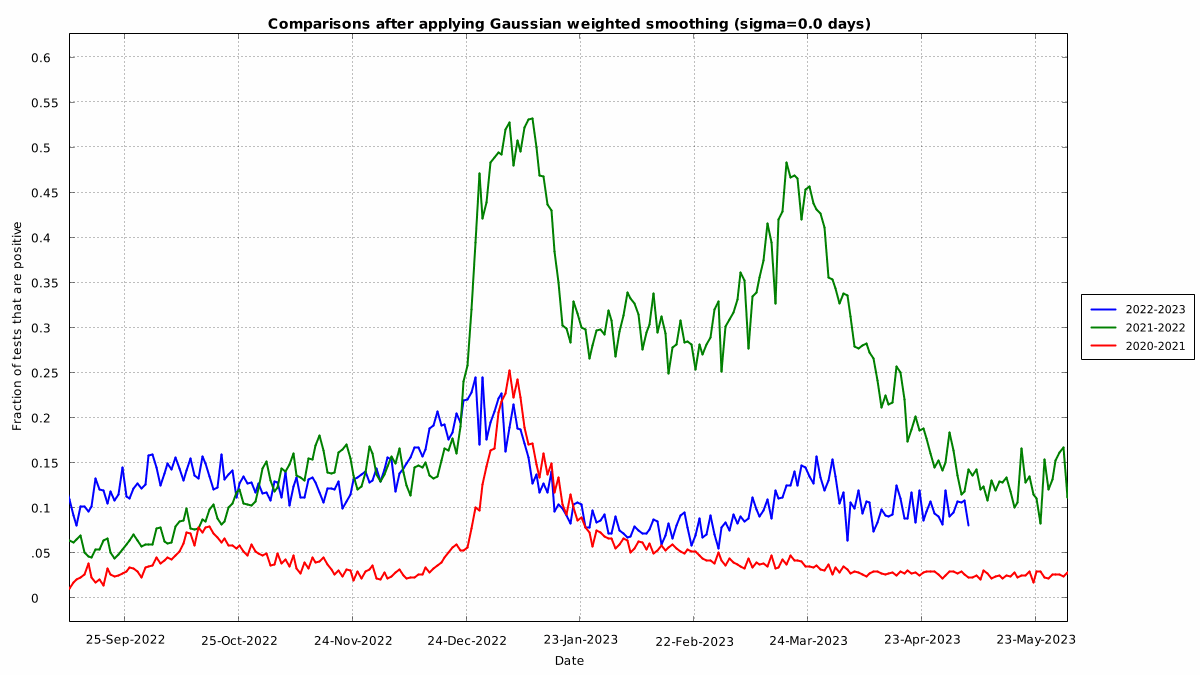 Comparisons after applying Gaussian weighted smoothing (sigma=0.0 days)
0.6
0.55
0.5
0.45
0.4
0.35
0.3
0.25
0.2
0.15
0.1
.05
0
Fraction of tests that are positive
25-Sep-2022
25-Oct-2022
24-Nov-2022
24-Dec-2022
23-Jan-2023
22-Feb-2023
24-Mar-2023
23-Apr-2023
23-May-2023
Date
2022-2023
2021-2022
2020-2021